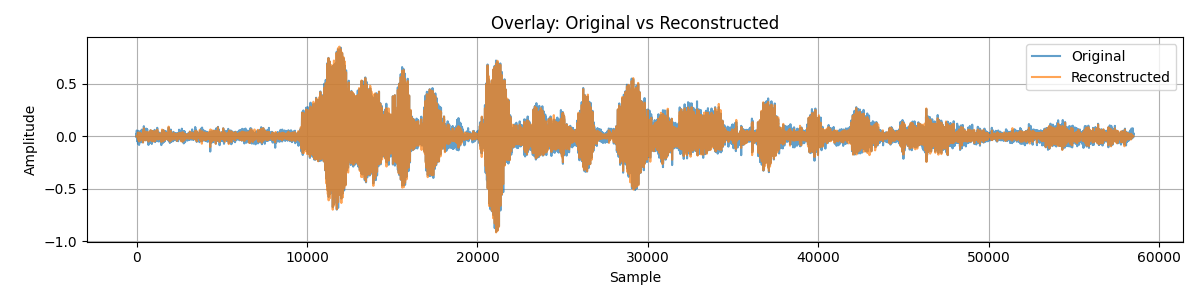 Overlay: Original vs Reconstructed
Original
Reconstructed
Amplitude
0.5
0.0
−0.5
−1.0
0 10000 20000 30000 40000 50000 60000
Sample